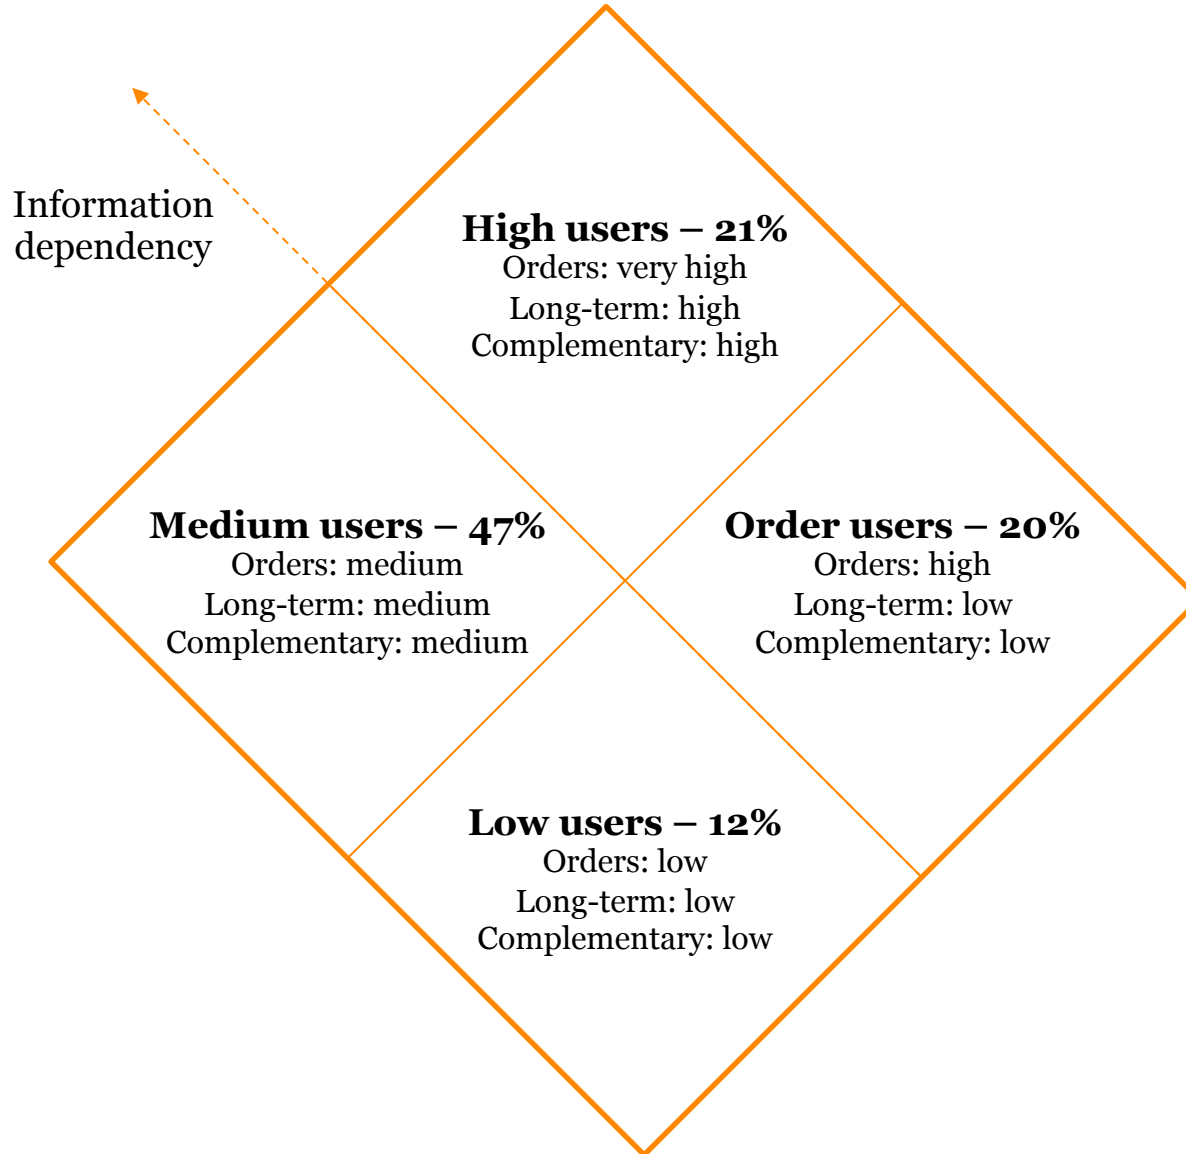 Information
dependency
High users – 21%
Orders: very high
Long-term: high
Complementary: high
Medium users – 47%
Orders: medium
Long-term: medium
Complementary: medium
Order users – 20%
Orders: high
Long-term: low
Complementary: low
Low users – 12%
Orders: low
Long-term: low
Complementary: low